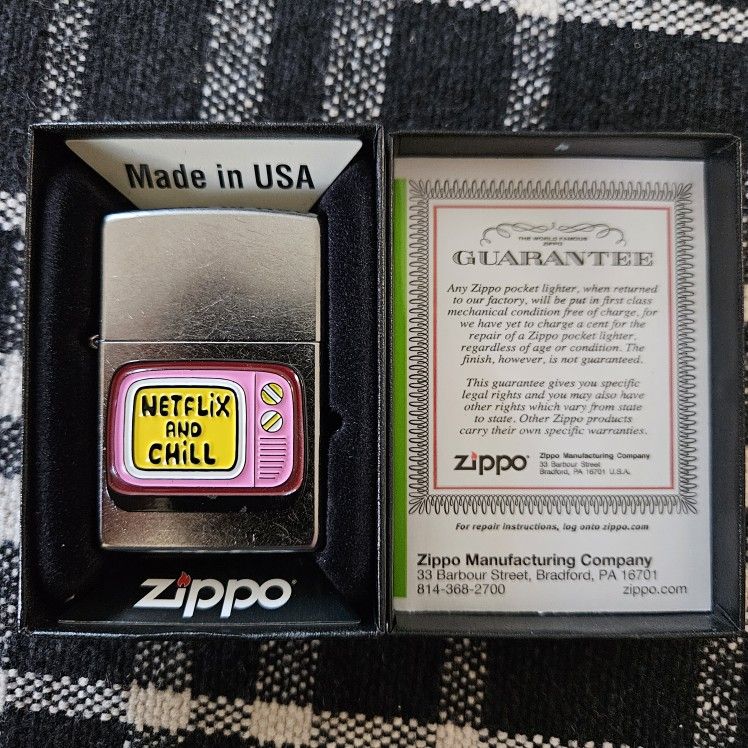 Made in USA
NETFLiX
AND
CHiLL
zippo®
THE WORLD FAMOUS
ZIPPO
GUARANTEE
Any Zippo pocket lighter, when returned
to our factory, will be put in first class
mechanical condition free of charge, for
we have yet to charge a cent for the
repair of a Zippo pocket lighter,
regardless of age or condition. The
finish, however, is not guaranteed.
This guarantee gives you specific
legal rights and you may also have
other rights which vary from state
to state. Other Zippo products
carry their own specific warranties.
zippo®
Zippo Manufacturing Company
33 Barbour Street
Bradford, PA 16701 U.S.A.
For repair instructions, log onto zippo.com
Zippo Manufacturing Company
33 Barbour Street, Bradford, PA 16701
814-368-2700 zippo.com